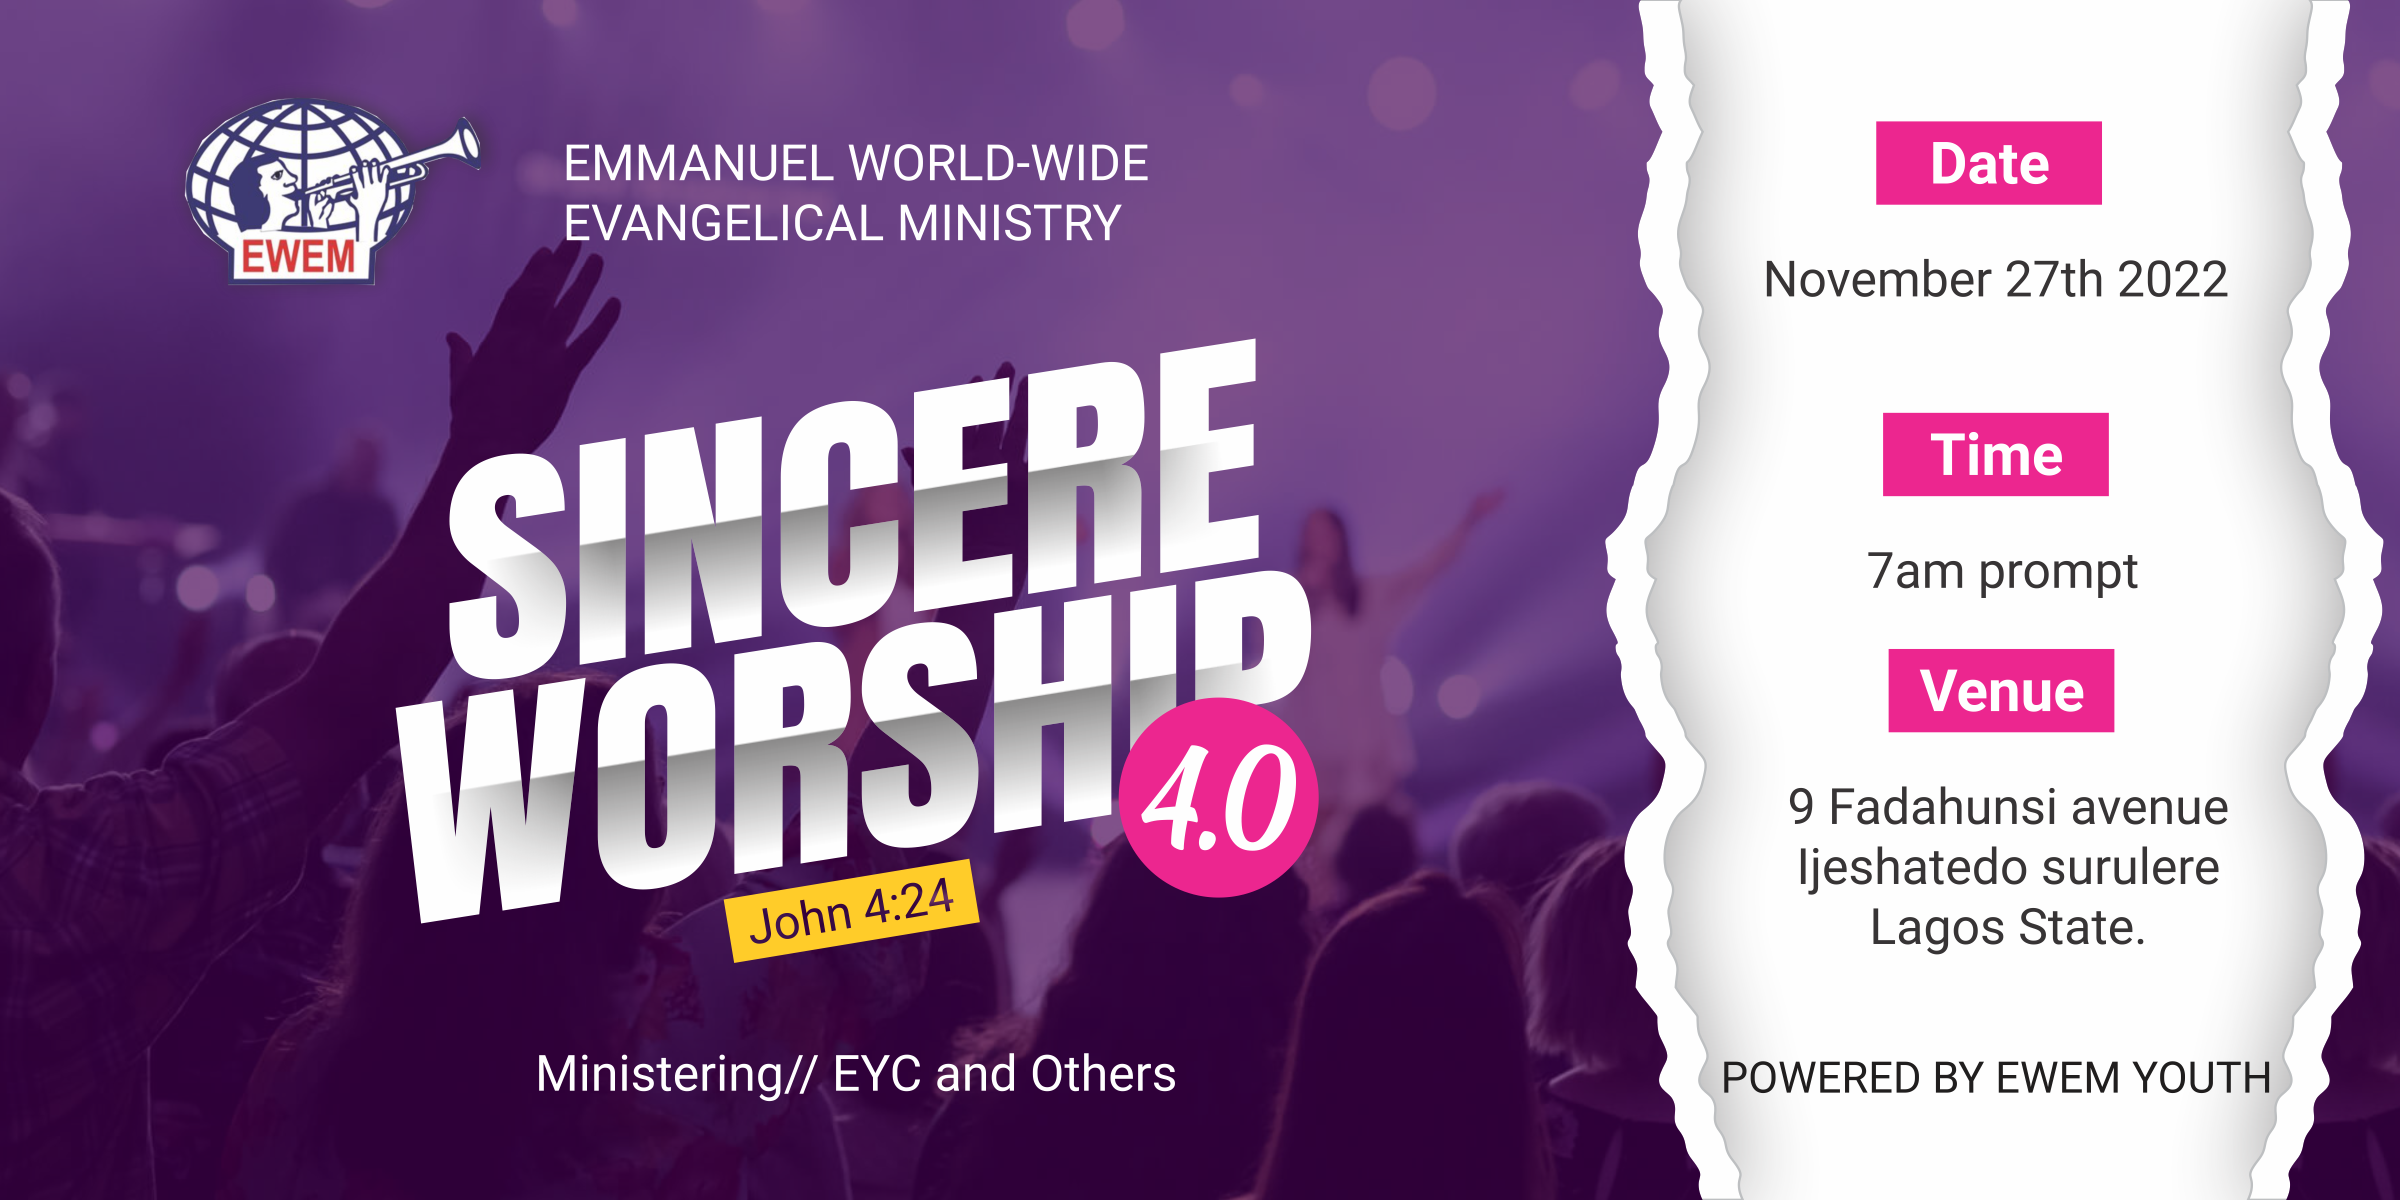 EWEM
EMMANUEL WORLD-WIDE
EVANGELICAL MINISTRY
SINCERE
WORSHIP
4.0
John 4:24
Ministering// EYC and Others
Date
November 27th 2022
Time
7am prompt
Venue
9 Fadahunsi avenue
Ijeshatedo surulere
Lagos State.
POWERED BY EWEM YOUTH